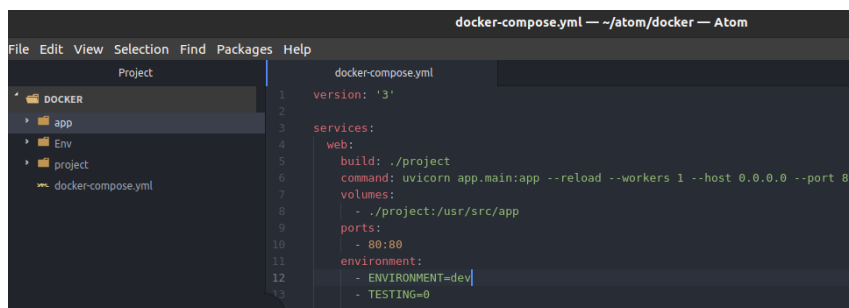 docker-compose.yml — ~/atom/docker — Atom
File Edit View Selection Find Packages Help
Project
docker-compose.yml
DOCKER
app
Env
project
docker-compose.yml
1 version: '3'
2
3 services:
4 web:
5 build: ./project
6 command: uvicorn app.main:app --reload --workers 1 --host 0.0.0.0 --port 8
7 volumes:
8 - ./project:/usr/src/app
9 ports:
10 - 80:80
11 environment:
12 - ENVIRONMENT=dev
13 - TESTING=0